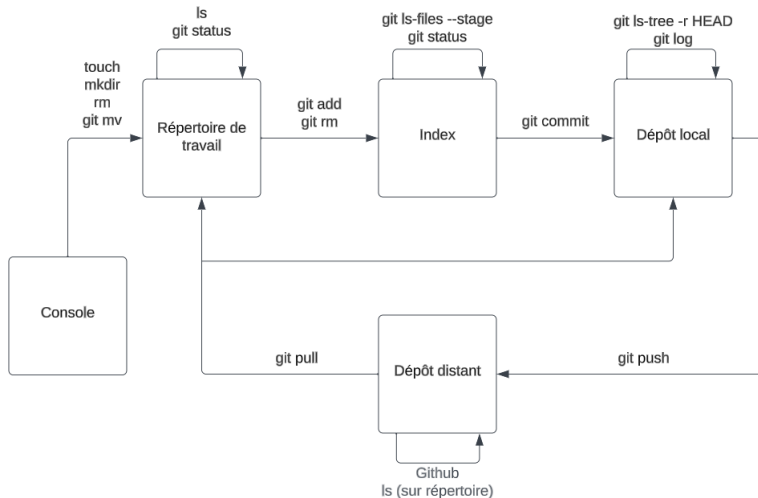 ls
git status
git ls-files --stage
git status
git ls-tree -r HEAD
git log
touch
mkdir
rm
git mv
Répertoire de
travail
git add
git rm
Index
git commit
Dépôt local
Console
git pull
Dépôt distant
git push
Github
ls (sur répertoire)